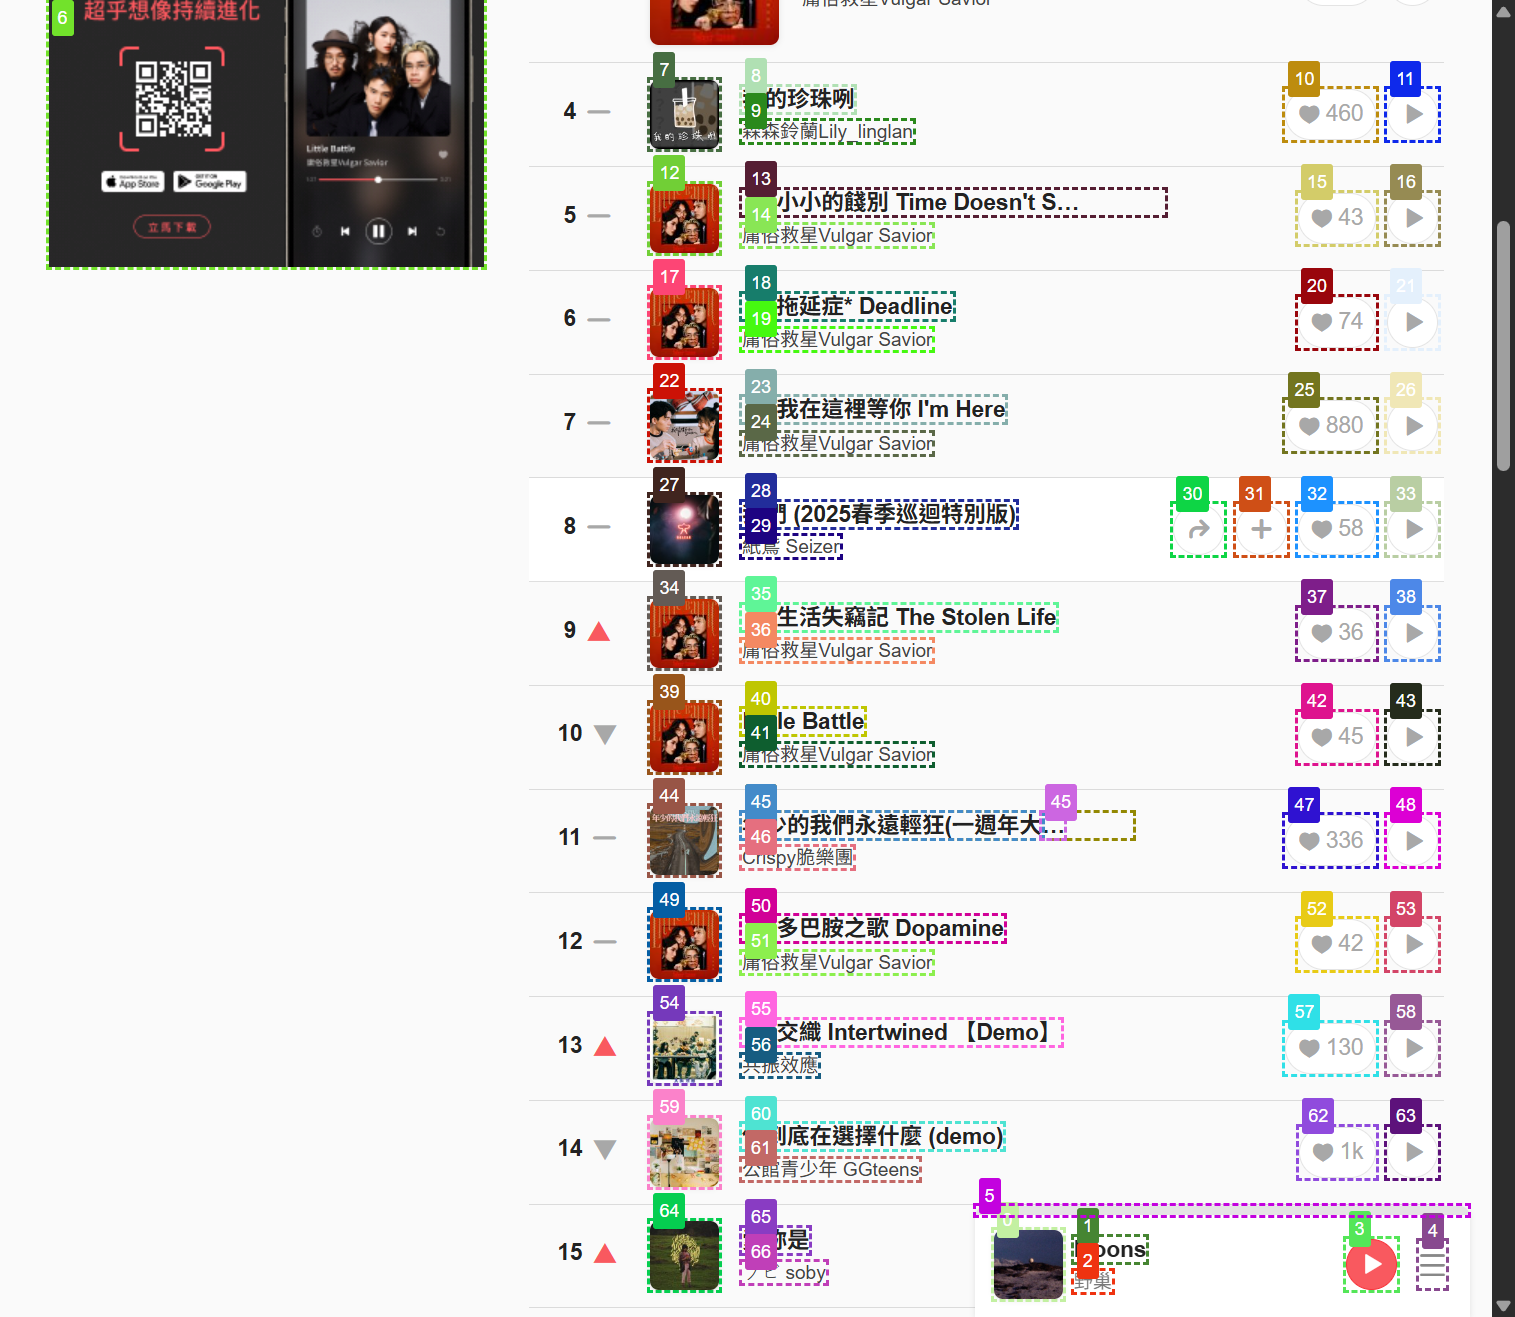 超乎想像持續進化
Little Battle
庸俗救星Vulgar Savior
App Store
Google Play
立馬下載
庸俗救星Vulgar Savior
4
的珍珠咧
森森鈴蘭Lily_linglan
460
5
小小的餞別 Time Doesn't S…
庸俗救星Vulgar Savior
43
6
拖延症* Deadline
庸俗救星Vulgar Savior
74
7
我在這裡等你 I'm Here
庸俗救星Vulgar Savior
880
8
們 (2025春季巡迴特別版)
紙鳶 Seizer
58
9
生活失竊記 The Stolen Life
庸俗救星Vulgar Savior
36
10
Little Battle
庸俗救星Vulgar Savior
45
11
少的我們永遠輕狂(一週年大…
Crispy脆樂團
336
12
多巴胺之歌 Dopamine
庸俗救星Vulgar Savior
42
13
交織 Intertwined 【Demo】
共振效應
130
14
到底在選擇什麼 (demo)
公館青少年 GGteens
1k
15
你是
soby
野巢
6
7
8
9
10
11
12
13
14
15
16
17
18
19
20
21
22
23
24
25
26
27
28
29
30
31
32
33
34
35
36
37
38
39
40
41
42
43
44
45
45
46
47
48
49
50
51
52
53
54
55
56
57
58
59
60
61
62
63
64
65
66
5
0
1
2
3
4